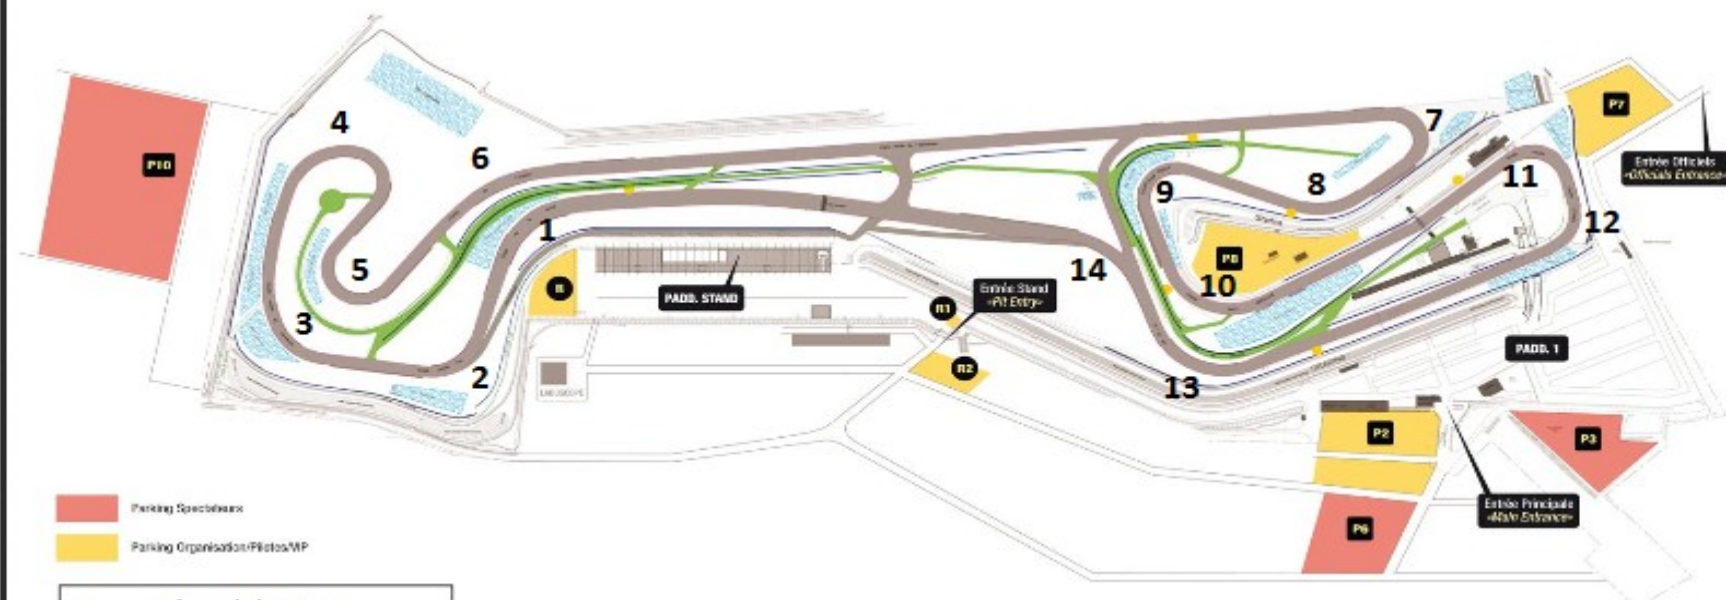 4
6
7
P7
P10
Entrée Officiels
«Officials Entrance»
11
8
9
1
12
5
P8
14
10
R
PADD. STAND
Entrée Stand
«Pit Entry»
R1
3
PADD. 1
R2
2
13
P2
P3
Parking Spectateurs
Entrée Principale
«Main Entrance»
P6
Parking Organisation/Pilotes/VIP